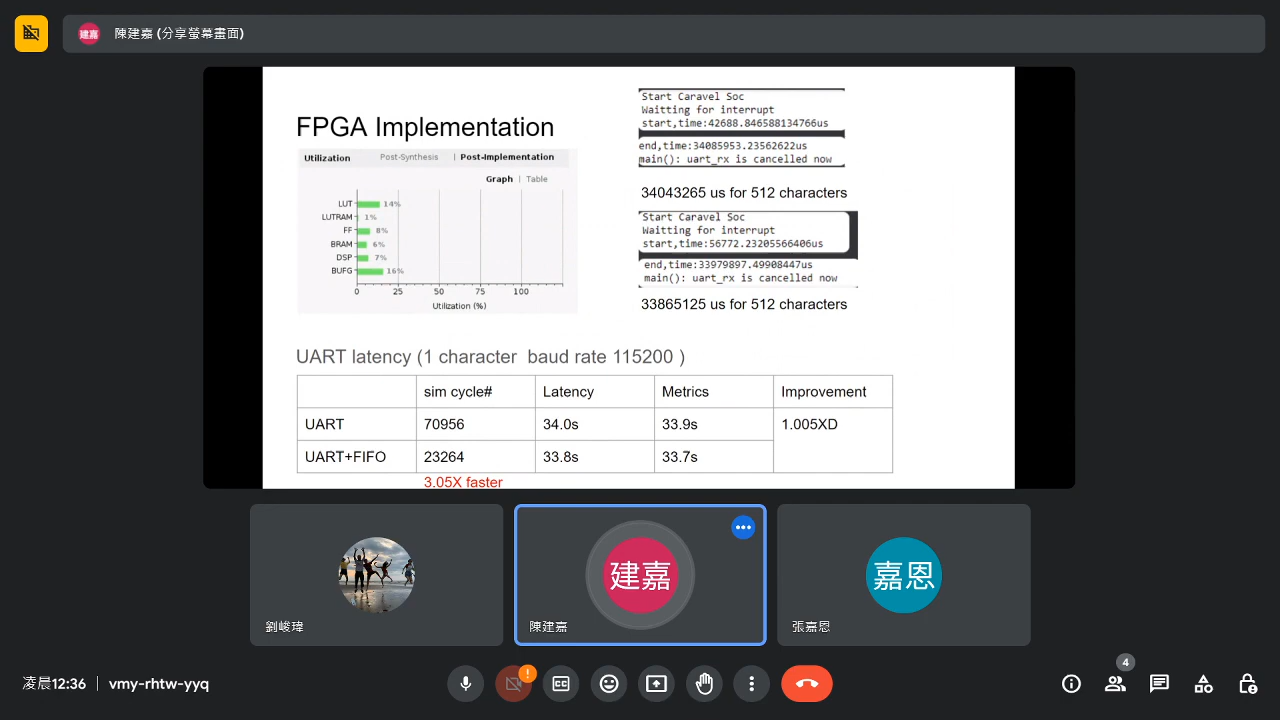 建嘉
陳建嘉 (分享螢幕畫面)
FPGA Implementation
Utilization
Post-Synthesis | Post-Implementation
Graph | Table
LUT 14%
LUTRAM 1%
FF 8%
BRAM 6%
DSP 7%
BUFG 16%
0 25 50 75 100
Utilization (%)
Start Caravel Soc
Waitting for interrupt
start,time:42688.846588134766us
end,time:34085953.23562622us
main(): uart_rx is cancelled now
34043265 us for 512 characters
Start Caravel Soc
Waitting for interrupt
start,time:56772.23205566406us
end,time:33979897.49908447us
main(): uart_rx is cancelled now
33865125 us for 512 characters
UART latency (1 character baud rate 115200 )
sim cycle# Latency Metrics Improvement
UART 70956 34.0s 33.9s 1.005XD
UART+FIFO 23264 33.8s 33.7s
3.05X faster
劉峻瑋
建嘉
陳建嘉
嘉恩
張嘉恩
凌晨12:36 | vmy-rhtw-yyq
4